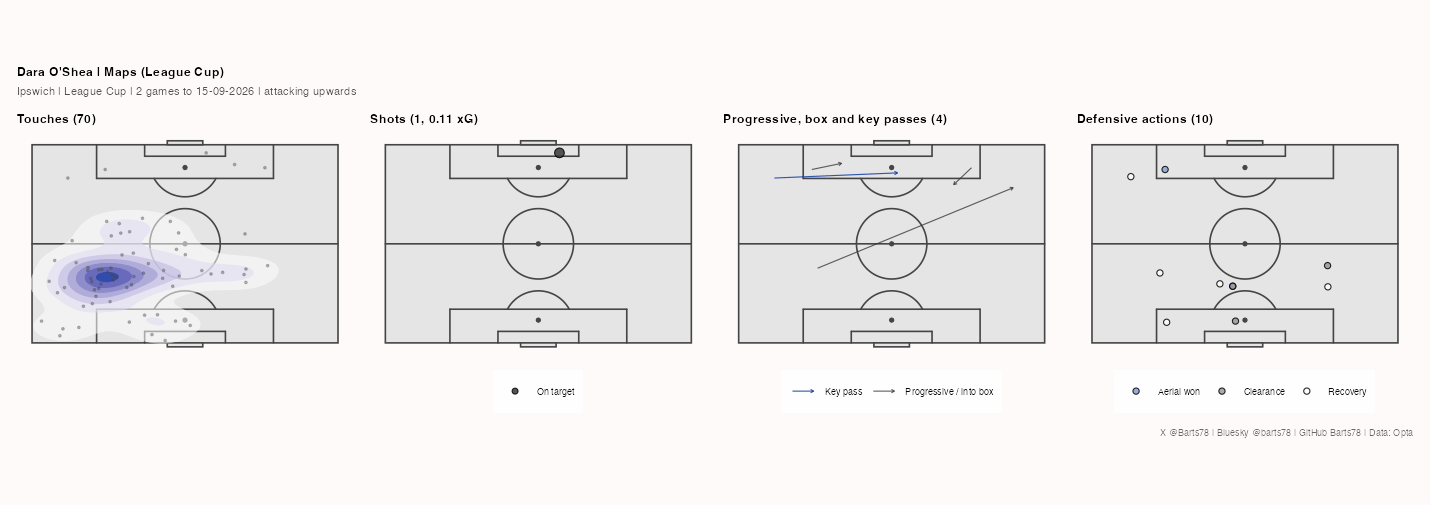 Dara O'Shea | Maps (League Cup)
Ipswich | League Cup | 2 games to 15-09-2026 | attacking upwards
Touches (70)
Shots (1, 0.11 xG)
Progressive, box and key passes (4)
Defensive actions (10)
On target
Key pass
Progressive / into box
Aerial won
Clearance
Recovery
X @Barts78 | Bluesky @barts78 | GitHub Barts78 | Data: Opta